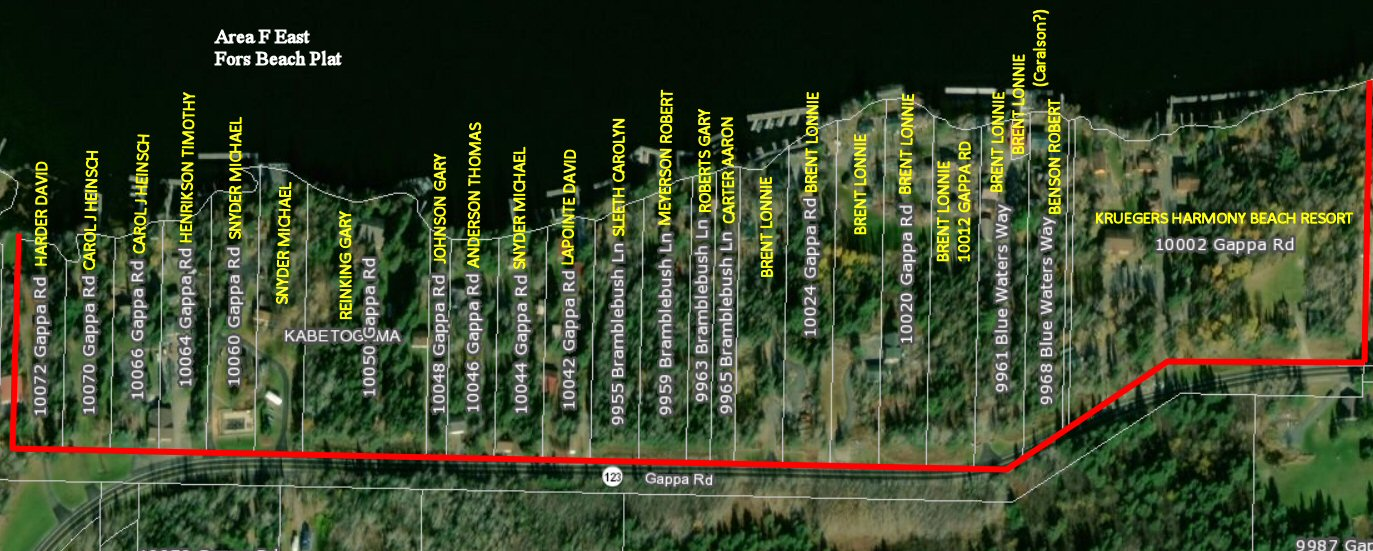 Area F East
Fors Beach Plat
10072 Gappa Rd HARDER DAVID
10070 Gappa Rd CAROL J HEINSCH
10066 Gappa Rd CAROL J HEINSCH
10064 Gappa Rd HENRIKSON TIMOTHY
10060 Gappa Rd SNYDER MICHAEL
SNYDER MICHAEL
REINKING GARY
10050 Gappa Rd
KABETOGAMA
10048 Gappa Rd JOHNSON GARY
10046 Gappa Rd ANDERSON THOMAS
10044 Gappa Rd SNYDER MICHAEL
10042 Gappa Rd LAPOINTE DAVID
9955 Bramblebush Ln SLEETH CAROLYN
9959 Bramblebush Ln MEYERSON ROBERT
9963 Bramblebush Ln ROBERTS GARY
9965 Bramblebush Ln CARTER AARON
BRENT LONNIE
10024 Gappa Rd BRENT LONNIE
BRENT LONNIE
10020 Gappa Rd BRENT LONNIE
BRENT LONNIE
10012 GAPPA RD
9961 Blue Waters Way BRENT LONNIE
BRENT LONNIE
(Caralson?)
9968 Blue Waters Way BENSON ROBERT
KRUEGERS HARMONY BEACH RESORT
10002 Gappa Rd
123 Gappa Rd